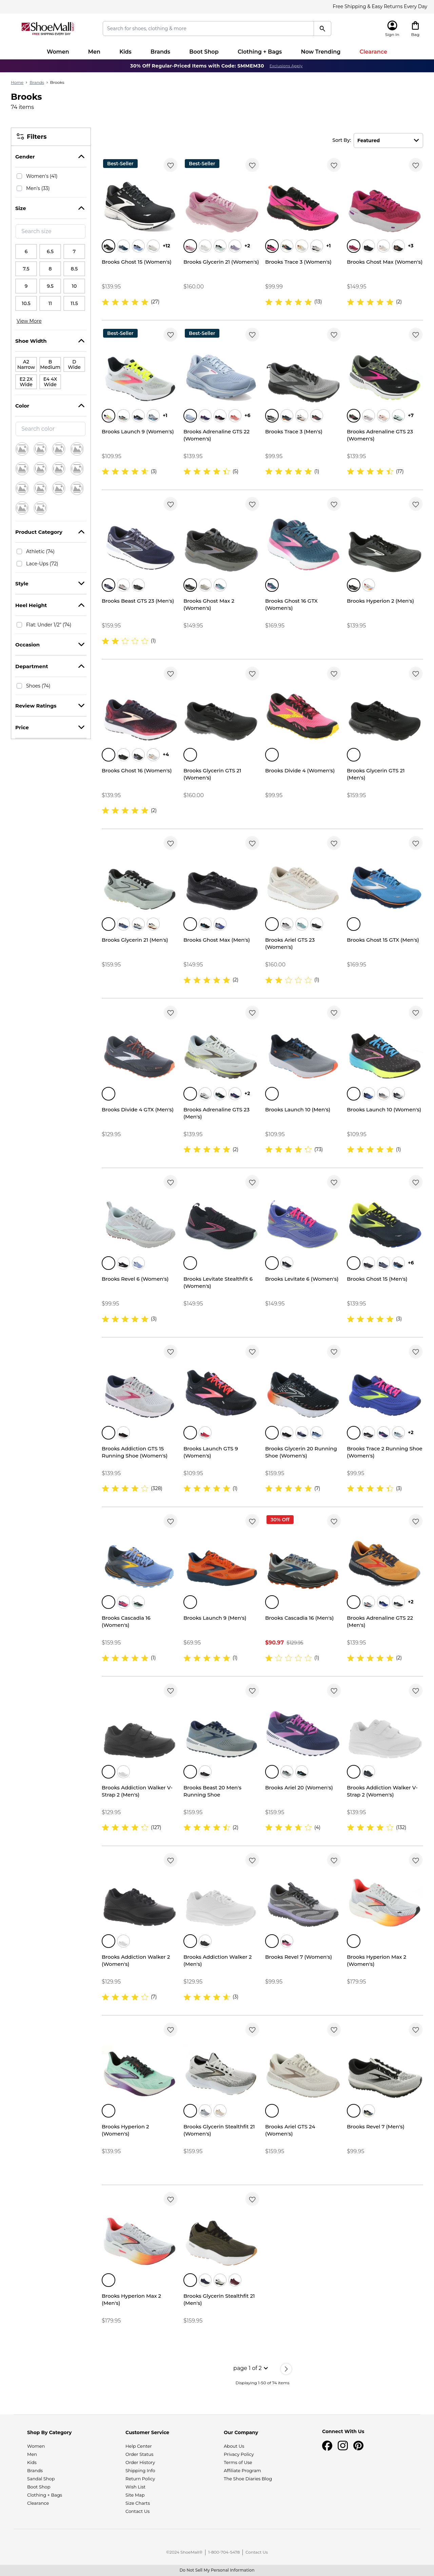 Free Shipping & Easy Returns Every Day
ShoeMall
FREE SHIPPING EVERY DAY
Search for shoes, clothing & more
Sign In
Bag
Women Men Kids Brands Boot Shop Clothing + Bags Now Trending Clearance
30% Off Regular-Priced Items with Code: SMMEM30 Exclusions Apply
Home › Brands › Brooks
Brooks
74 items
Filters
Gender
Women's (41)
Men's (33)
Size
Search size
6 6.5 7
7.5 8 8.5
9 9.5 10
10.5 11 11.5
View More
Shoe Width
A2 Narrow
B Medium
D Wide
E2 2X Wide
E4 4X Wide
Color
Search color
Product Category
Athletic (74)
Lace-Ups (72)
Style
Heel Height
Flat: Under 1/2" (74)
Occasion
Department
Shoes (74)
Review Ratings
Price
Sort By: Featured
Best-Seller
+12
Brooks Ghost 15 (Women's)
$139.95
(27)
Best-Seller
+2
Brooks Glycerin 21 (Women's)
$160.00
+1
Brooks Trace 3 (Women's)
$99.99
(13)
+3
Brooks Ghost Max (Women's)
$149.95
(2)
Best-Seller
+1
Brooks Launch 9 (Women's)
$109.95
(3)
Best-Seller
+6
Brooks Adrenaline GTS 22 (Women's)
$139.95
(5)
Brooks Trace 3 (Men's)
$99.95
(1)
+7
Brooks Adrenaline GTS 23 (Women's)
$139.95
(17)
Brooks Beast GTS 23 (Men's)
$159.95
(1)
Brooks Ghost Max 2 (Women's)
$149.95
Brooks Ghost 16 GTX (Women's)
$169.95
Brooks Hyperion 2 (Men's)
$139.95
+4
Brooks Ghost 16 (Women's)
$139.95
(2)
Brooks Glycerin GTS 21 (Women's)
$160.00
Brooks Divide 4 (Women's)
$99.95
Brooks Glycerin GTS 21 (Men's)
$159.95
Brooks Glycerin 21 (Men's)
$159.95
Brooks Ghost Max (Men's)
$149.95
(2)
Brooks Ariel GTS 23 (Women's)
$160.00
(1)
Brooks Ghost 15 GTX (Men's)
$169.95
Brooks Divide 4 GTX (Men's)
$129.95
+2
Brooks Adrenaline GTS 23 (Men's)
$139.95
(2)
Brooks Launch 10 (Men's)
$109.95
(73)
Brooks Launch 10 (Women's)
$109.95
(1)
Brooks Revel 6 (Women's)
$99.95
(3)
Brooks Levitate Stealthfit 6 (Women's)
$149.95
Brooks Levitate 6 (Women's)
$149.95
+6
Brooks Ghost 15 (Men's)
$139.95
(3)
Brooks Addiction GTS 15 Running Shoe (Women's)
$139.95
(328)
Brooks Launch GTS 9 (Women's)
$109.95
(1)
Brooks Glycerin 20 Running Shoe (Women's)
$159.95
(7)
+2
Brooks Trace 2 Running Shoe (Women's)
$99.95
(3)
Brooks Cascadia 16 (Women's)
$159.95
(1)
Brooks Launch 9 (Men's)
$69.95
(1)
30% Off
Brooks Cascadia 16 (Men's)
$90.97 $129.95
(1)
+2
Brooks Adrenaline GTS 22 (Men's)
$139.95
(2)
Brooks Addiction Walker V-Strap 2 (Men's)
$129.95
(127)
Brooks Beast 20 Men's Running Shoe
$159.95
(2)
Brooks Ariel 20 (Women's)
$159.95
(4)
Brooks Addiction Walker V-Strap 2 (Women's)
$139.95
(132)
Brooks Addiction Walker 2 (Women's)
$129.95
(7)
Brooks Addiction Walker 2 (Men's)
$129.95
(3)
Brooks Revel 7 (Women's)
$99.95
Brooks Hyperion Max 2 (Women's)
$179.95
Brooks Hyperion 2 (Women's)
$139.95
Brooks Glycerin Stealthfit 21 (Women's)
$159.95
Brooks Ariel GTS 24 (Women's)
$159.95
Brooks Revel 7 (Men's)
$99.95
Brooks Hyperion Max 2 (Men's)
$179.95
Brooks Glycerin Stealthfit 21 (Men's)
$159.95
page 1 of 2
Displaying 1-50 of 74 items
Shop By Category
Women
Men
Kids
Brands
Sandal Shop
Boot Shop
Clothing + Bags
Clearance
Customer Service
Help Center
Order Status
Order History
Shipping Info
Return Policy
Wish List
Site Map
Size Charts
Contact Us
Our Company
About Us
Privacy Policy
Terms of Use
Affiliate Program
The Shoe Diaries Blog
Connect With Us
©2024 ShoeMall® | 1-800-704-5478 | Contact Us
Do Not Sell My Personal Information